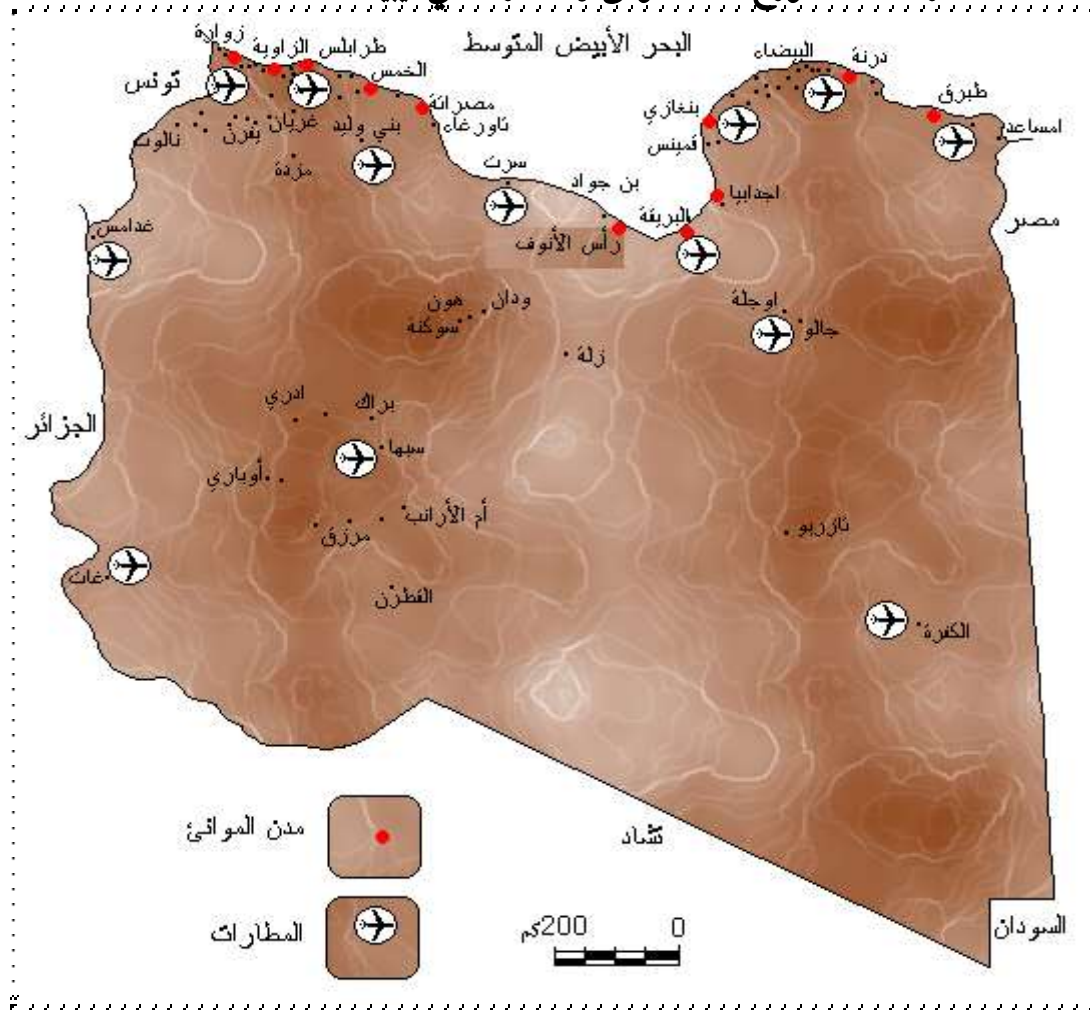 البحر الأبيض المتوسط
زوارة
الزاوية
طرابلس
الخمس
مصراتة
تاورغاء
تونس
نالوت
يفرن
غريان
بني وليد
مزدة
سرت
بن جواد
رأس الأنوف
البريقة
اجدابيا
قمينس
بنغازي
البيضاء
درنة
طبرق
امساعد
مصر
غدامس
هون
ودان
سوكنة
زلة
اوجلة
جالو
الجزائر
ادري
براك
سبها
أوباري
أم الأرانب
مرزق
تازربو
غات
القطرن
الكفرة
تشاد
السودان
مدن الموانئ
المطارات
200كم
0